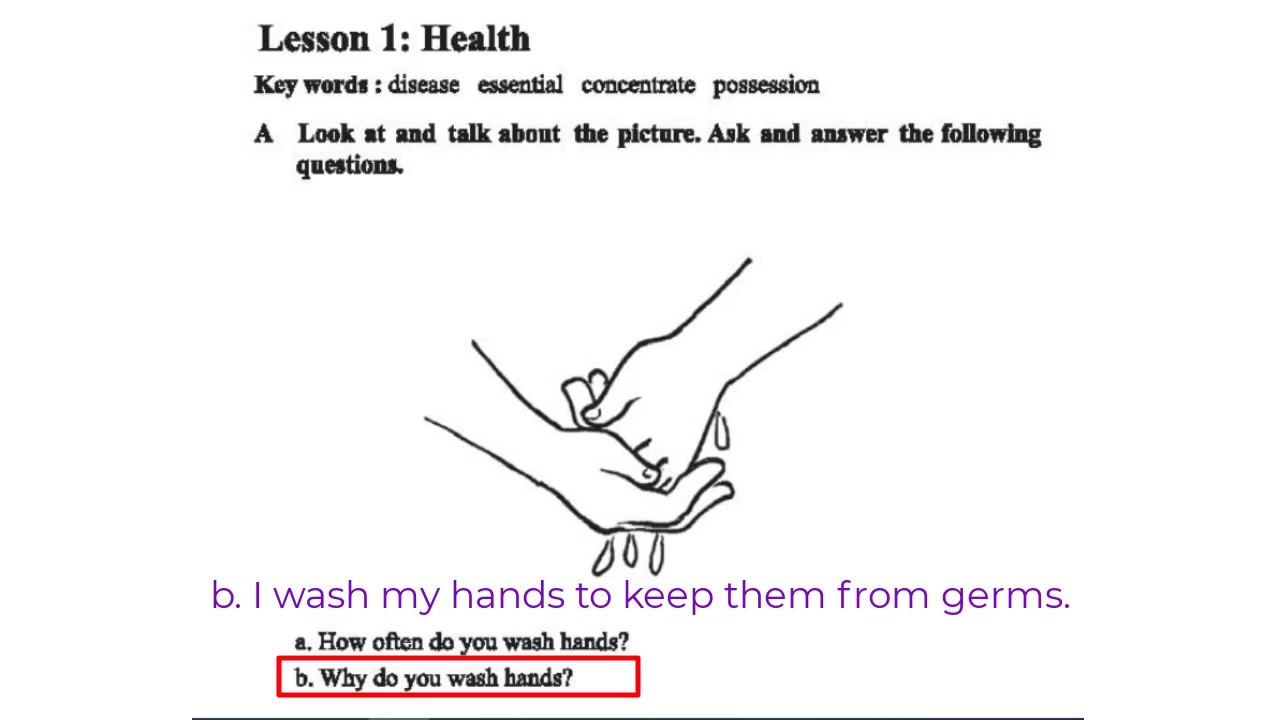 Lesson 1: Health
Key words : disease essential concentrate possession
A Look at and talk about the picture. Ask and answer the following
questions.
b. I wash my hands to keep them from germs.
a. How often do you wash hands?
b. Why do you wash hands?